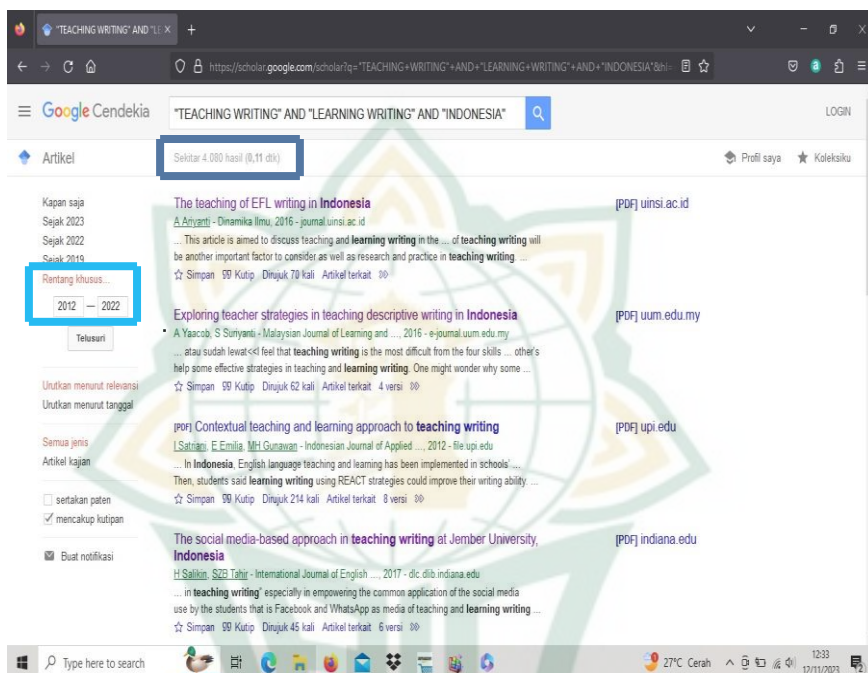 "TEACHING WRITING" AND "LE
https://scholar.google.com/scholar?q="TEACHING+WRITING"+AND+"LEARNING+WRITING"+AND+"INDONESIA"&hl=
Google Cendekia
"TEACHING WRITING" AND "LEARNING WRITING" AND "INDONESIA"
LOGIN
Artikel
Sekitar 4.080 hasil (0,11 dtk)
Profil saya
Koleksiku
Kapan saja
Sejak 2023
Sejak 2022
Sejak 2019
Rentang khusus...
2012 — 2022
Telusuri
Urutkan menurut relevansi
Urutkan menurut tanggal
Semua jenis
Artikel kajian
sertakan paten
mencakup kutipan
Buat notifikasi
The teaching of EFL writing in Indonesia
[PDF] uinsi.ac.id
A Ariyanti - Dinamika Ilmu, 2016 - journal.uinsi.ac.id
... This article is aimed to discuss teaching and learning writing in the ... of teaching writing will
be another important factor to consider as well as research and practice in teaching writing. ...
Simpan Kutip Dirujuk 70 kali Artikel terkait
Exploring teacher strategies in teaching descriptive writing in Indonesia
[PDF] uum.edu.my
A Yaacob, S Suriyanti - Malaysian Journal of Learning and ..., 2016 - e-journal.uum.edu.my
... atau sudah lewat<<I feel that teaching writing is the most difficult from the four skills ... other's
help some effective strategies in teaching and learning writing. One might wonder why some ...
Simpan Kutip Dirujuk 62 kali Artikel terkait 4 versi
[PDF] Contextual teaching and learning approach to teaching writing
[PDF] upi.edu
I Satriani, E Emilia, MH Gunawan - Indonesian Journal of Applied ..., 2012 - file.upi.edu
... In Indonesia, English language teaching and learning has been implemented in schools' ...
Then, students said learning writing using REACT strategies could improve their writing ability. ...
Simpan Kutip Dirujuk 214 kali Artikel terkait 8 versi
The social media-based approach in teaching writing at Jember University,
Indonesia
[PDF] indiana.edu
H Salikin, SZB Tahir - International Journal of English ..., 2017 - dlc.dlib.indiana.edu
... in teaching writing" especially in empowering the common application of the social media
use by the students that is Facebook and WhatsApp as media of teaching and learning writing ...
Simpan Kutip Dirujuk 45 kali Artikel terkait 6 versi
Type here to search
27°C Cerah
12:33
12/11/2023